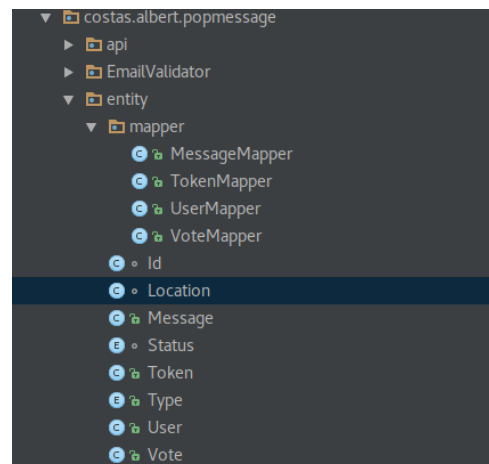 costas.albert.popmessage
api
EmailValidator
entity
mapper
C MessageMapper
C TokenMapper
C UserMapper
C VoteMapper
C Id
C Location
C Message
E Status
C Token
E Type
C User
C Vote